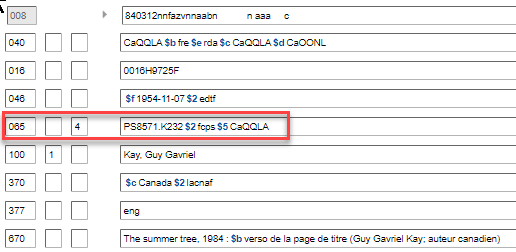 008 840312nnfazvnnaabn n aaa c
040 CaQQLA $b fre $e rda $c CaQQLA $d CaOONL
016 0016H9725F
046 $f 1954-11-07 $2 edtf
065 4 PS8571.K232 $2 fcps $5 CaQQLA
100 1 Kay, Guy Gavriel
370 $c Canada $2 lacnaf
377 eng
670 The summer tree, 1984 : $b verso de la page de titre (Guy Gavriel Kay; auteur canadien)